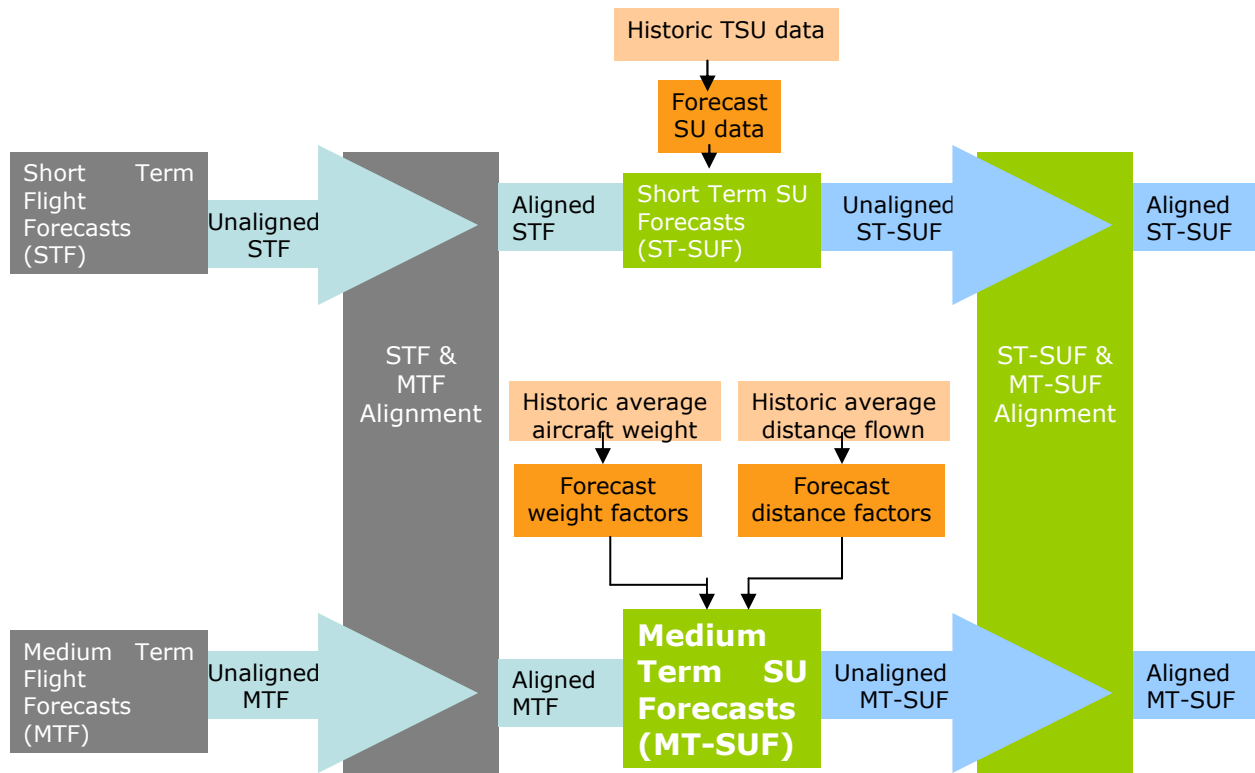 Historic TSU data
Forecast
SU data
Short Term
Flight
Forecasts
(STF)
Unaligned
STF
Aligned
STF
Short Term SU
Forecasts
(ST-SUF)
Unaligned
ST-SUF
Aligned
ST-SUF
STF &
MTF
Alignment
ST-SUF &
MT-SUF
Alignment
Historic average
aircraft weight
Historic average
distance flown
Forecast
weight factors
Forecast
distance factors
Medium Term
Flight
Forecasts
(MTF)
Unaligned
MTF
Aligned
MTF
Medium
Term SU
Forecasts
(MT-SUF)
Unaligned
MT-SUF
Aligned
MT-SUF